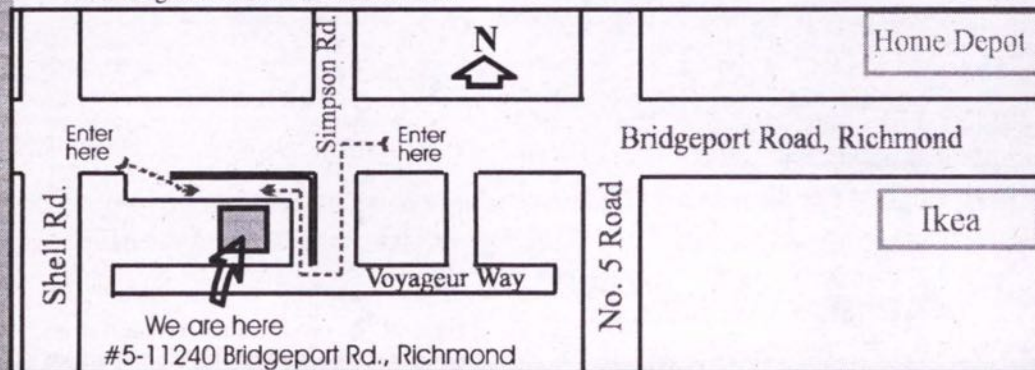 Home Depot
N
Simpson Rd.
Enter
here
Enter
here
Bridgeport Road, Richmond
Shell Rd.
No. 5 Road
Ikea
Voyageur Way
We are here
#5-11240 Bridgeport Rd., Richmond